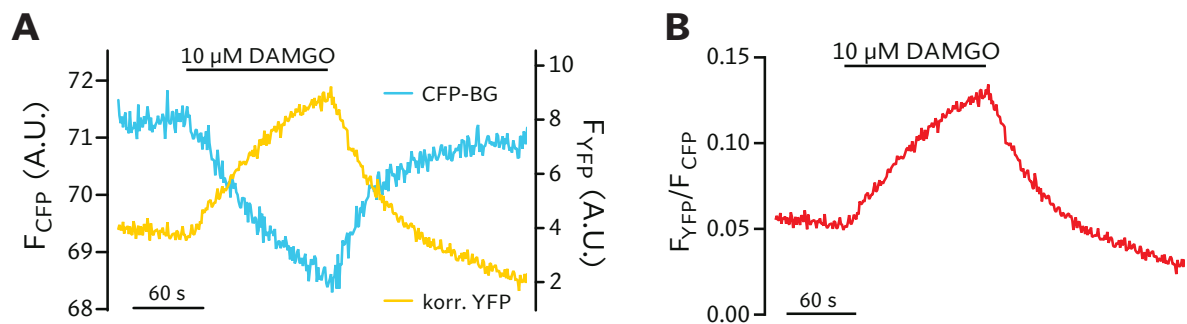 A
10 µM DAMGO
F_CFP (A.U.)
72
71
70
69
68
CFP-BG
korr. YFP
60 s
10
8
6
4
2
F_YFP (A.U.)
B
10 µM DAMGO
F_YFP/F_CFP
0.15
0.10
0.05
0.00
60 s